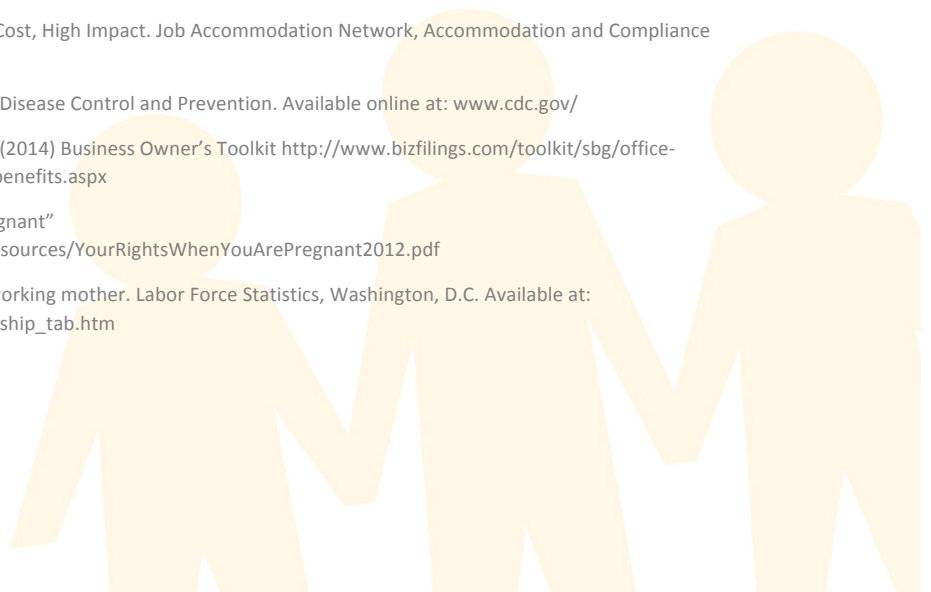 Cost, High Impact. Job Accommodation Network, Accommodation and Compliance
Disease Control and Prevention. Available online at: www.cdc.gov/
(2014) Business Owner’s Toolkit http://www.bizfilings.com/toolkit/sbg/office-
benefits.aspx
gnant”
sources/YourRightsWhenYouArePregnant2012.pdf
working mother. Labor Force Statistics, Washington, D.C. Available at:
ship_tab.htm